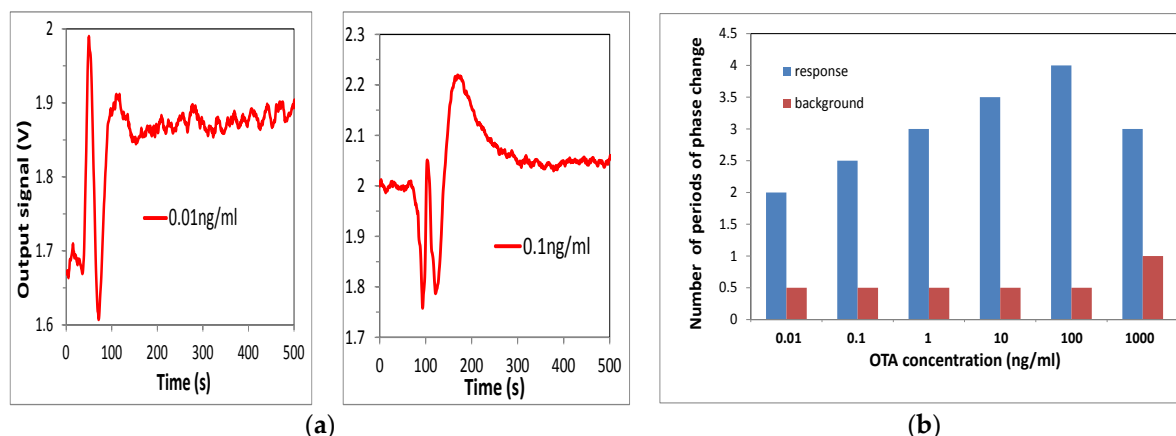 Output signal (V)
2
1.9
1.8
1.7
1.6
0.01ng/ml
0 100 200 300 400 500
Time (s)
2.3
2.2
2.1
2
1.9
1.8
1.7
0.1ng/ml
0 100 200 300 400 500
Time (s)
(a)
Number of periods of phase change
4.5
4
3.5
3
2.5
2
1.5
1
0.5
0
response
background
0.01 0.1 1 10 100 1000
OTA concentration (ng/ml)
(b)